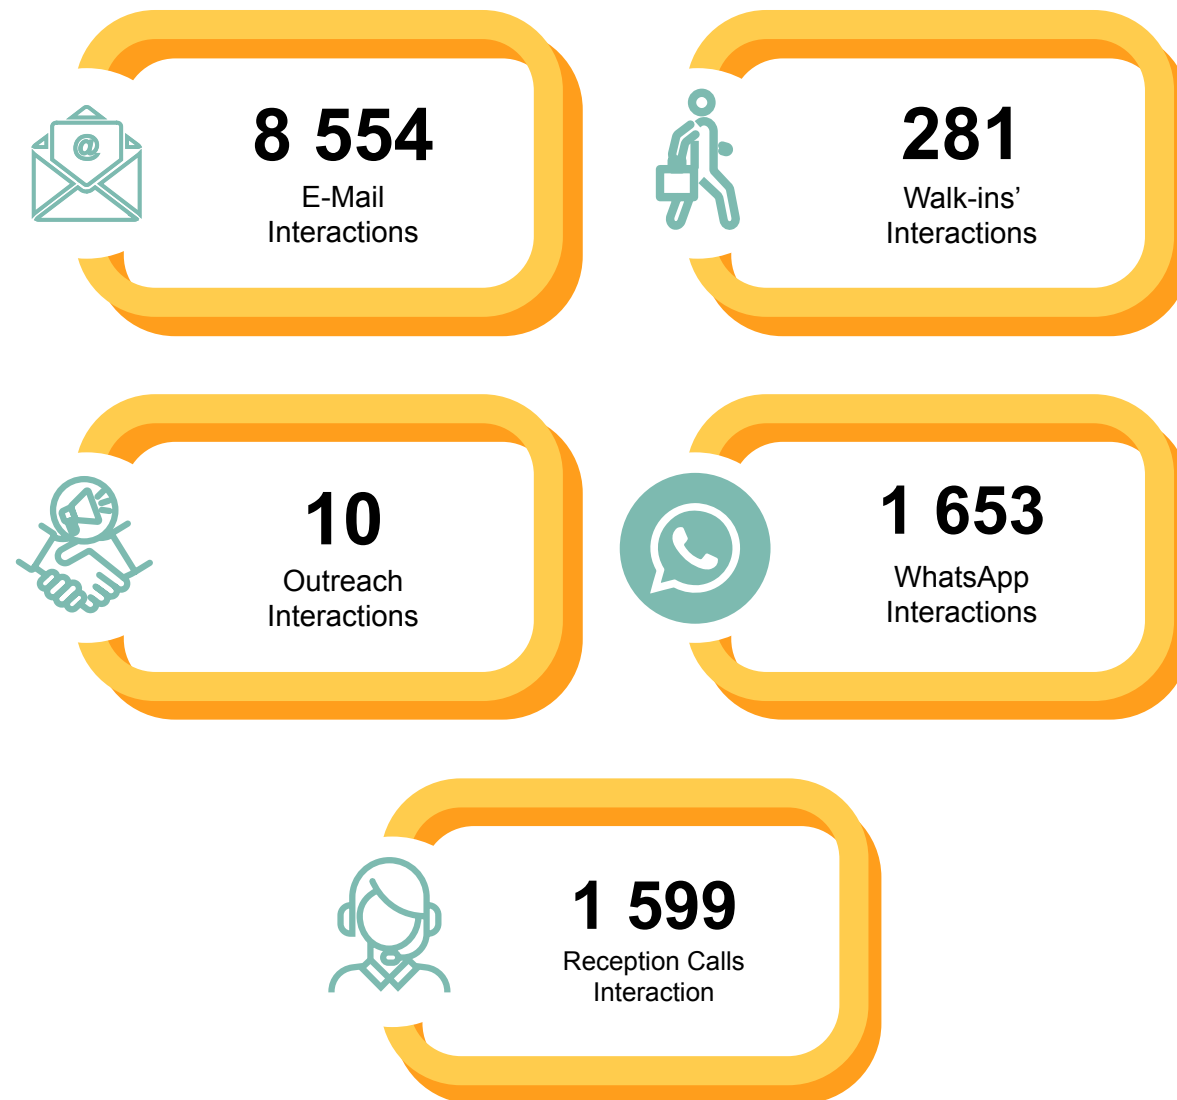 8 554
E-Mail
Interactions
281
Walk-ins’
Interactions
10
Outreach
Interactions
1 653
WhatsApp
Interactions
1 599
Reception Calls
Interaction
@